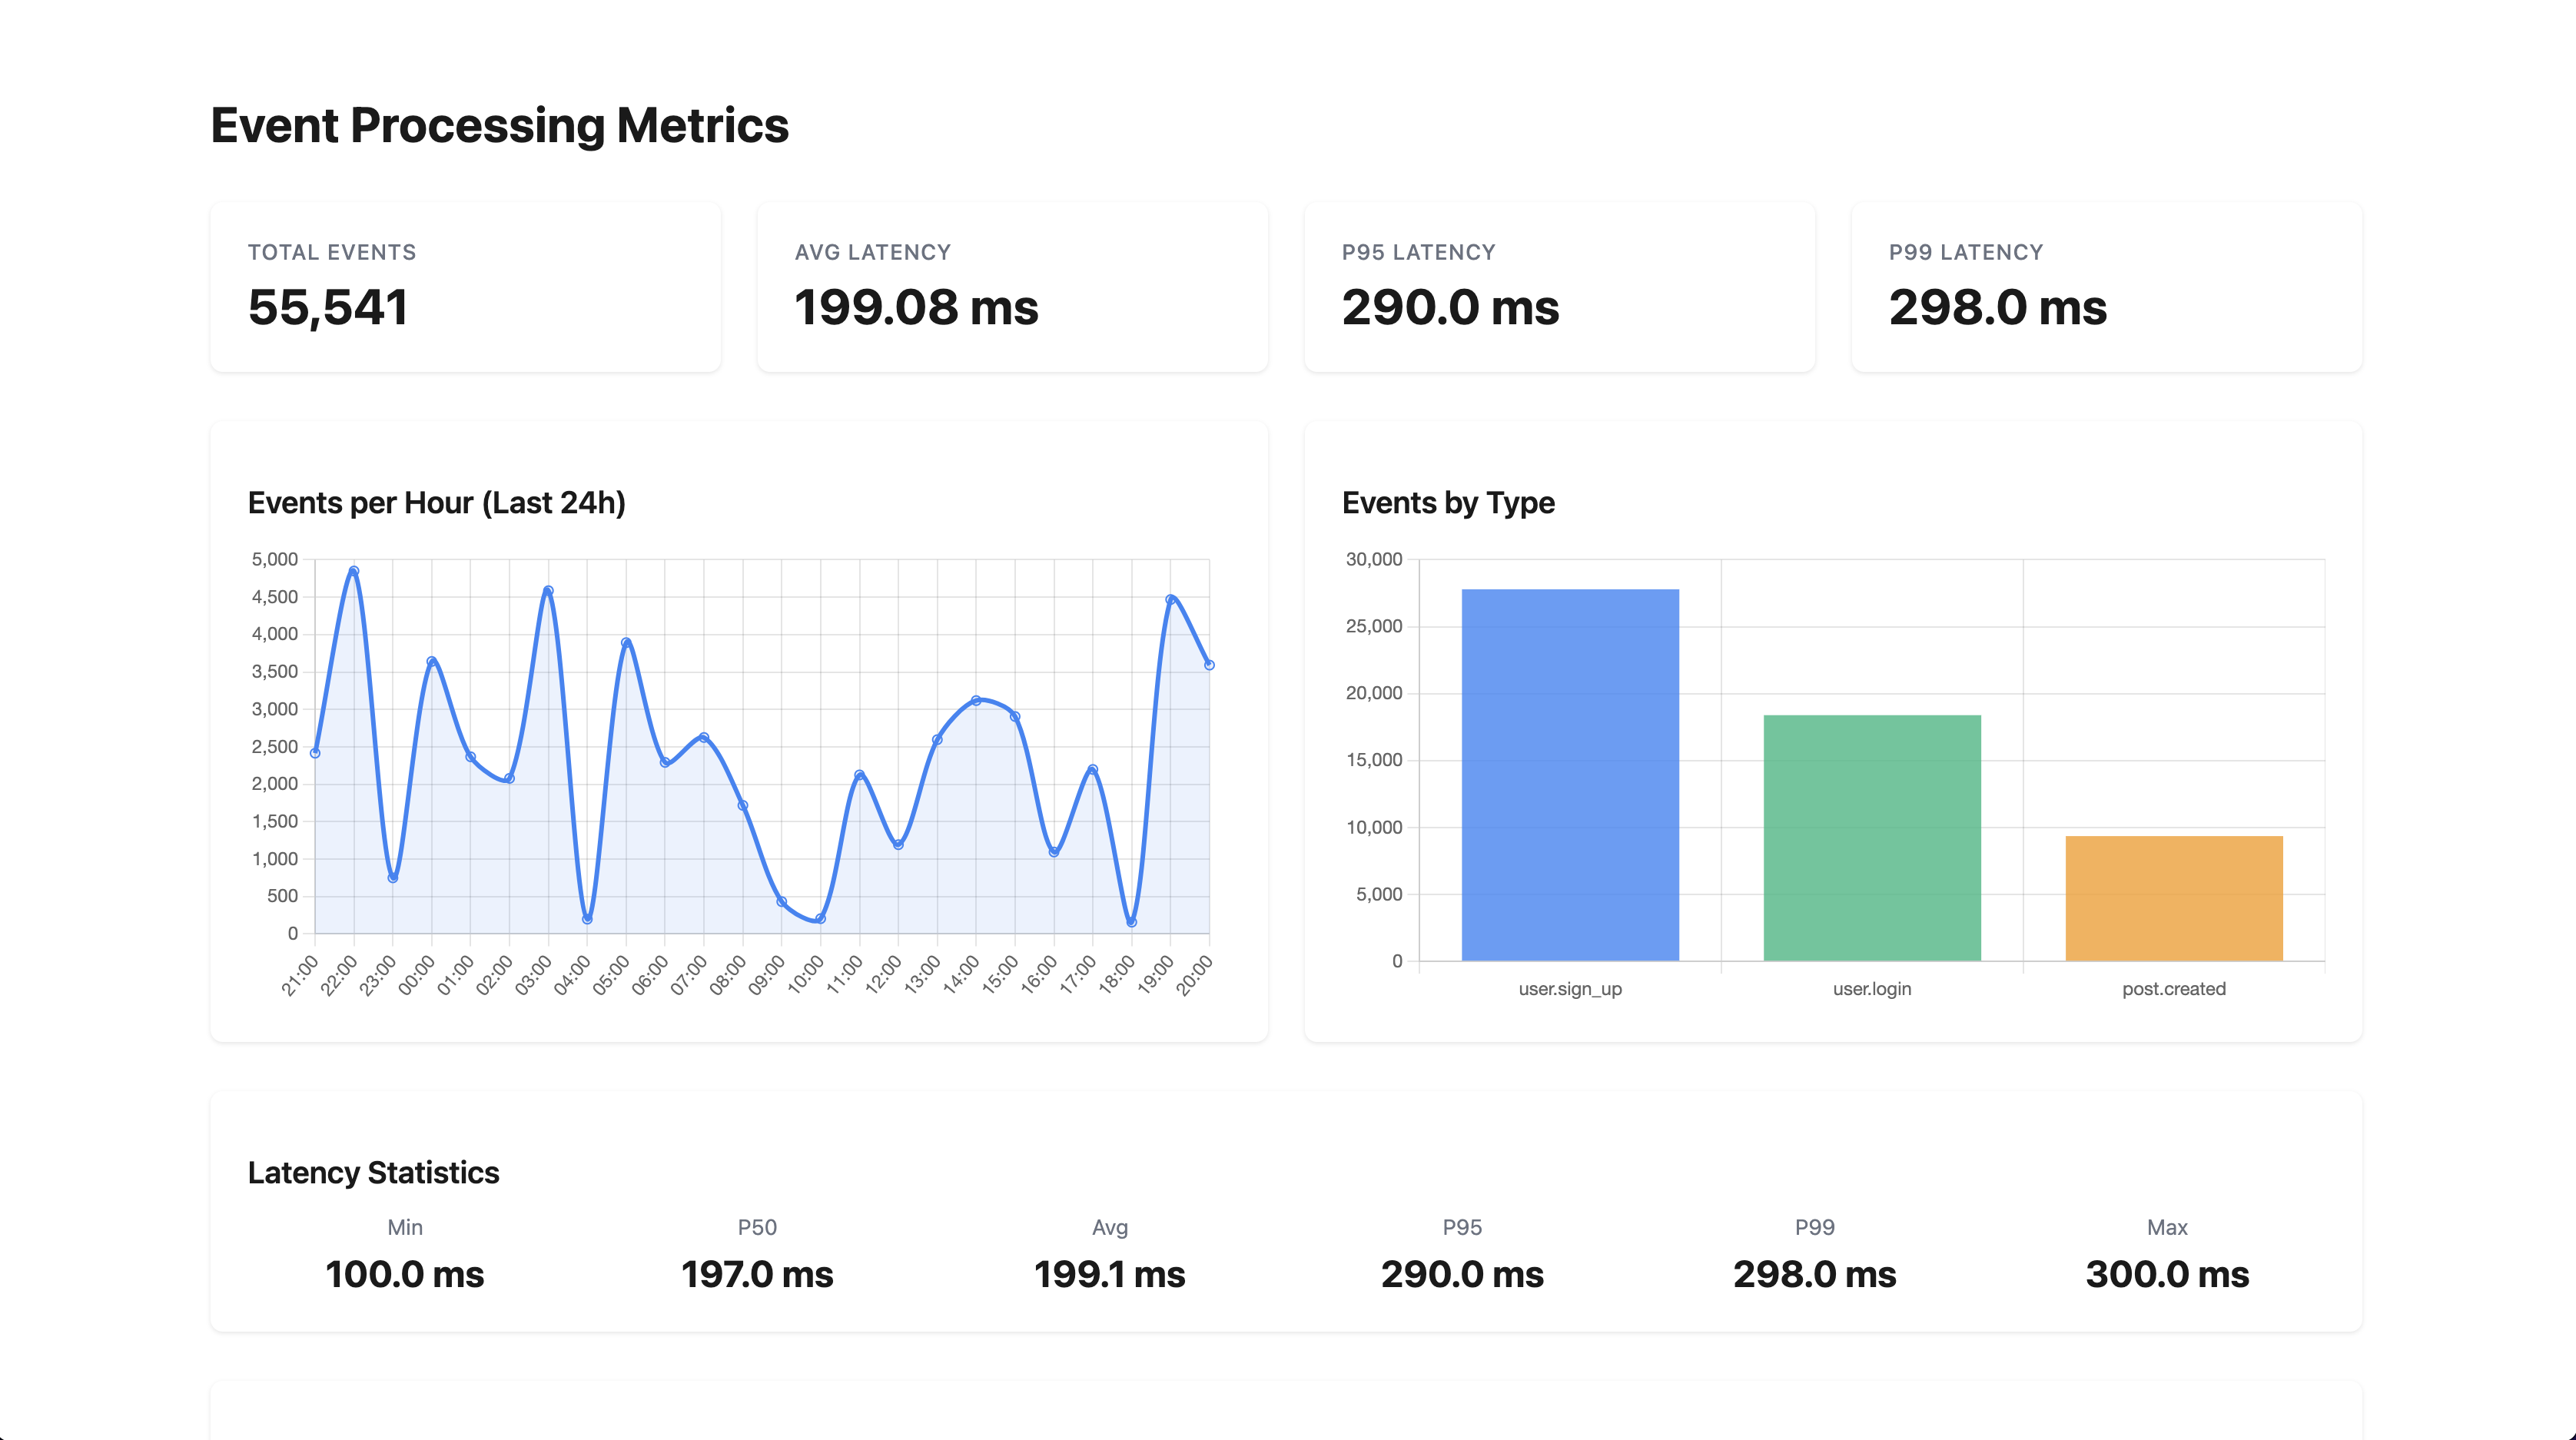 Event Processing Metrics
TOTAL EVENTS
55,541
AVG LATENCY
199.08 ms
P95 LATENCY
290.0 ms
P99 LATENCY
298.0 ms
Events per Hour (Last 24h)
5,000
4,500
4,000
3,500
3,000
2,500
2,000
1,500
1,000
500
0
21:00
22:00
23:00
00:00
01:00
02:00
03:00
04:00
05:00
06:00
07:00
08:00
09:00
10:00
11:00
12:00
13:00
14:00
15:00
16:00
17:00
18:00
19:00
20:00
Events by Type
30,000
25,000
20,000
15,000
10,000
5,000
0
user.sign_up
user.login
post.created
Latency Statistics
Min
100.0 ms
P50
197.0 ms
Avg
199.1 ms
P95
290.0 ms
P99
298.0 ms
Max
300.0 ms